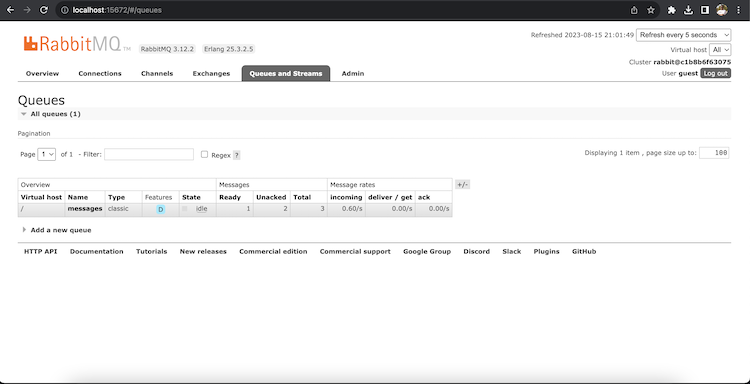 localhost:15672/#/queues
Refreshed 2023-08-15 21:01:49 Refresh every 5 seconds
RabbitMQ TM RabbitMQ 3.12.2 Erlang 25.3.2.5
Virtual host All
Cluster rabbit@c1b8b6f63075
User guest Log out
Overview Connections Channels Exchanges Queues and Streams Admin
Queues
All queues (1)
Pagination
Page 1 of 1 - Filter: Regex ? Displaying 1 item , page size up to: 100
Overview Messages Message rates +/-
Virtual host Name Type Features State Ready Unacked Total incoming deliver / get ack
/ messages classic D idle 1 2 3 0.60/s 0.00/s 0.00/s
Add a new queue
HTTP API Documentation Tutorials New releases Commercial edition Commercial support Google Group Discord Slack Plugins GitHub